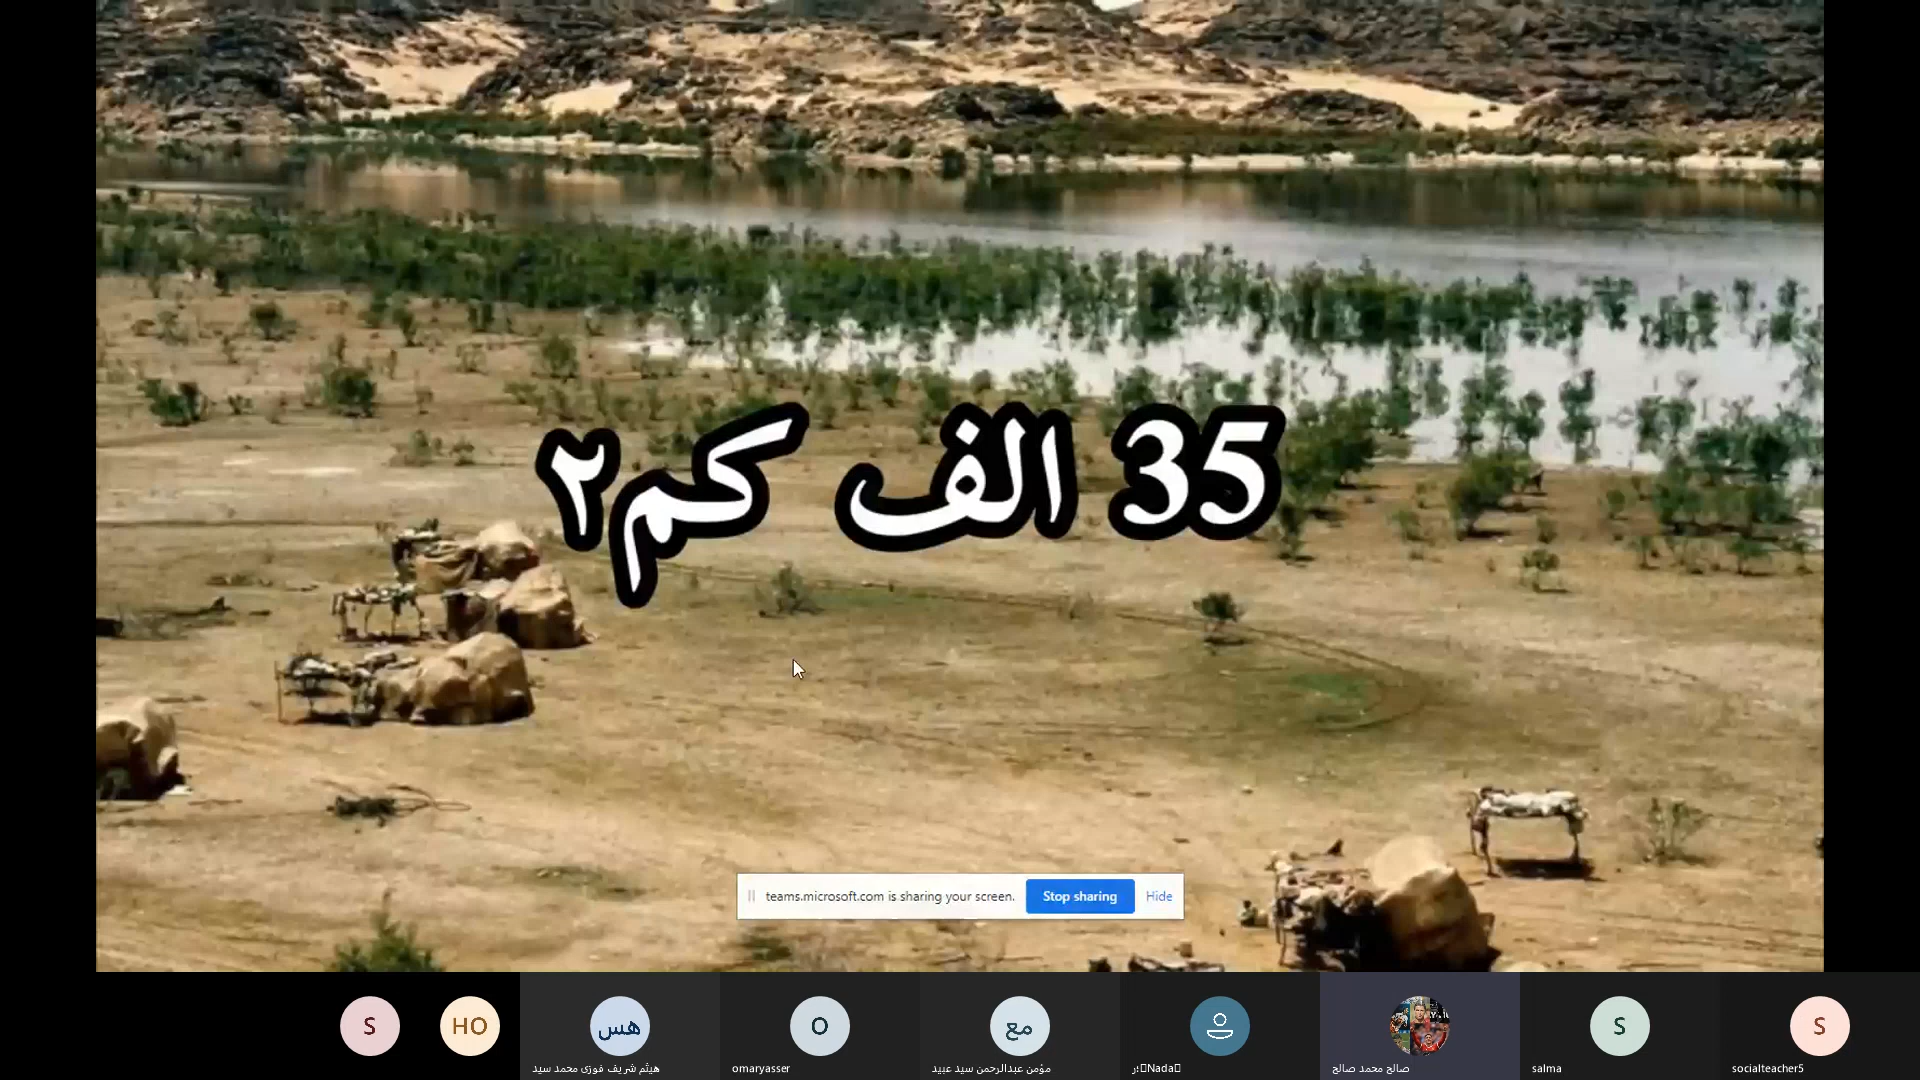 35 الف كم٢
teams.microsoft.com is sharing your screen.
Stop sharing
Hide
S
HO
هس
O
مع
S
S
هيثم شريف فوزى محمد سيد
omaryasser
مؤمن عبدالرحمن سيد عبيد
Nada
صالح محمد صالح
salma
socialteacher5